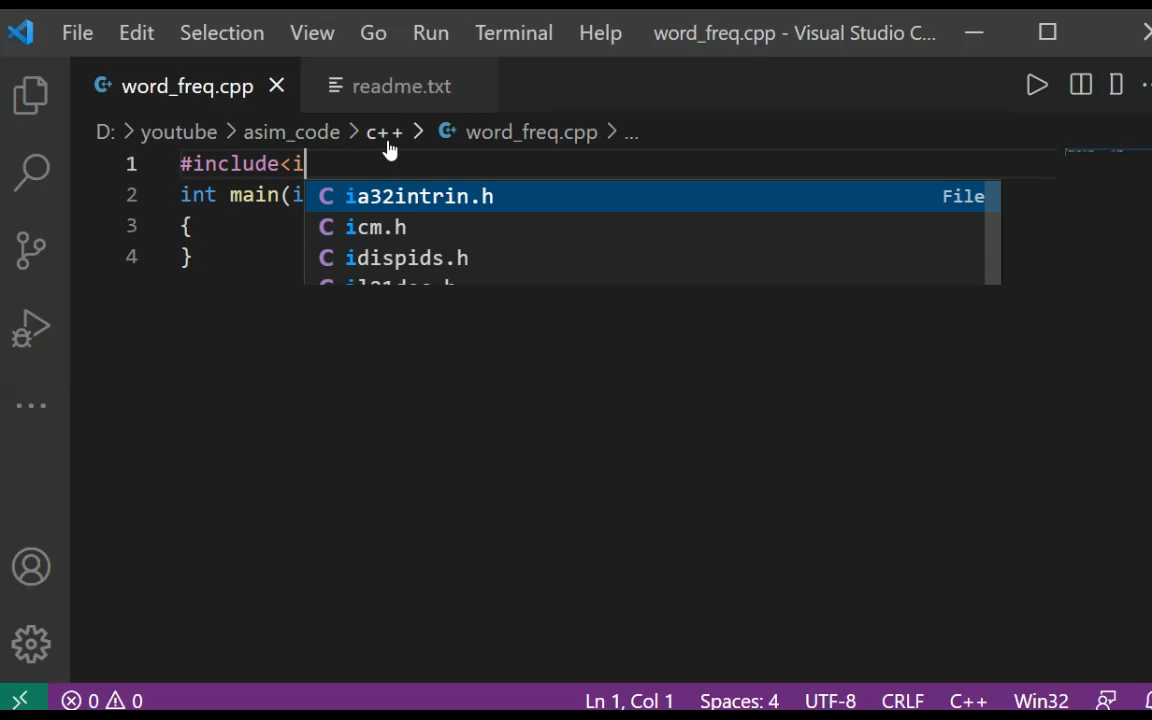 File Edit Selection View Go Run Terminal Help word_freq.cpp - Visual Studio C...
word_freq.cpp readme.txt
D: > youtube > asim_code > c++ > word_freq.cpp > ...
1 #include<i
2 int main(i
ia32intrin.h File
3 {
icm.h
4 }
idispids.h
0 0 Ln 1, Col 1 Spaces: 4 UTF-8 CRLF C++ Win32